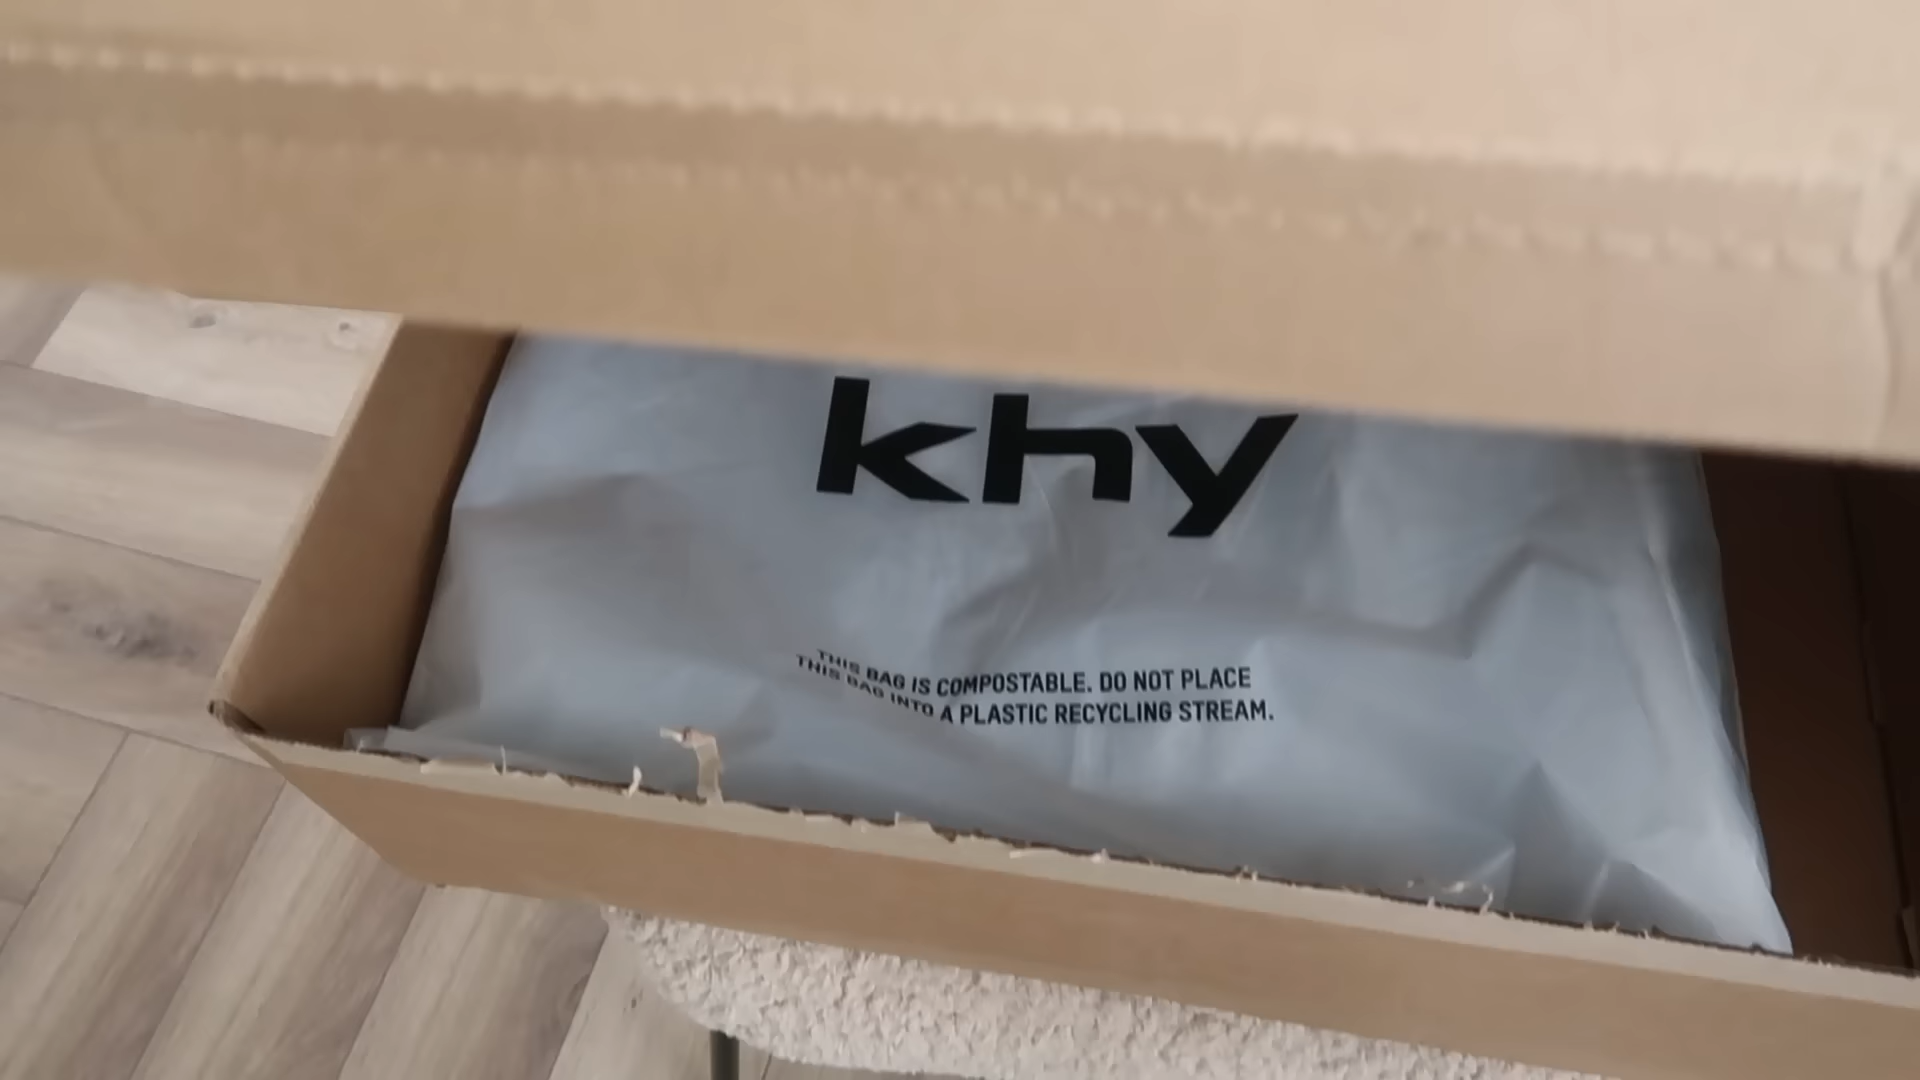 khy
THIS BAG IS COMPOSTABLE. DO NOT PLACE
THIS BAG INTO A PLASTIC RECYCLING STREAM.